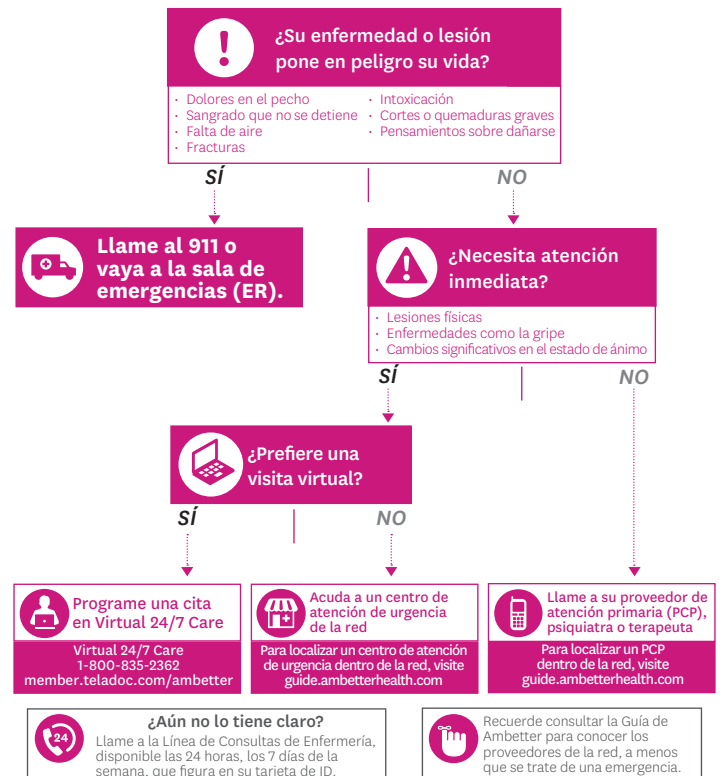 ¿Su enfermedad o lesión
pone en peligro su vida?
· Dolores en el pecho
· Sangrado que no se detiene
· Falta de aire
· Fracturas
· Intoxicación
· Cortes o quemaduras graves
· Pensamientos sobre dañarse
SÍ
NO
Llame al 911 o
vaya a la sala de
emergencias (ER).
¿Necesita atención
inmediata?
· Lesiones físicas
· Enfermedades como la gripe
· Cambios significativos en el estado de ánimo
SÍ
NO
¿Prefiere una
visita virtual?
SÍ
NO
Programe una cita
en Virtual 24/7 Care
Virtual 24/7 Care
1-800-835-2362
member.teladoc.com/ambetter
Acuda a un centro de
atención de urgencia
de la red
Para localizar un centro de atención
de urgencia dentro de la red, visite
guide.ambetterhealth.com
Llame a su proveedor de
atención primaria (PCP),
psiquiatra o terapeuta
Para localizar un PCP
dentro de la red, visite
guide.ambetterhealth.com
24
¿Aún no lo tiene claro?
Llame a la Línea de Consultas de Enfermería,
disponible las 24 horas, los 7 días de la
semana, que figura en su tarjeta de ID.
Recuerde consultar la Guía de
Ambetter para conocer los
proveedores de la red, a menos
que se trate de una emergencia.